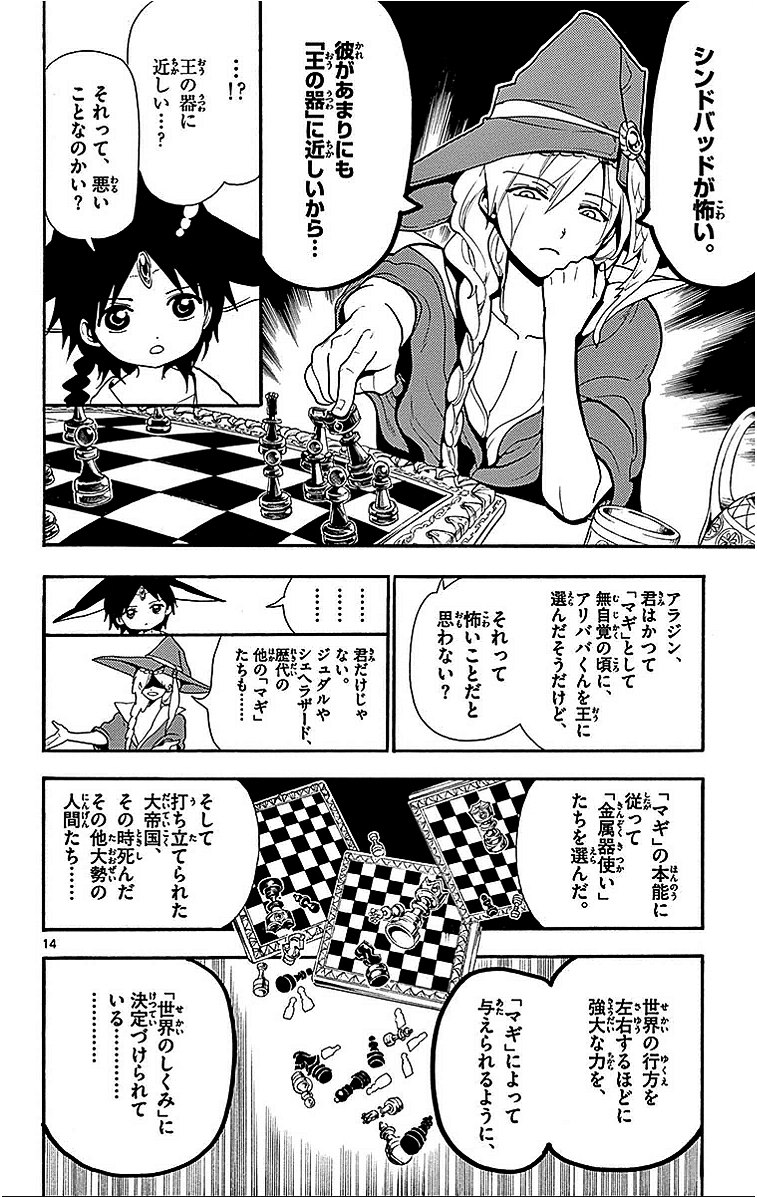 シンドバッドが怖い。
彼があまりにも
「王の器」に近しいから…
…!?
王の器に
近しい…?
それって、悪い
ことなのかい?
アラジン、
君はかつて
「マギ」として
無自覚の頃に、
アリババくんを王に
選んだそうだけど、
それって
怖いことだと
思わない?
………
………
君だけじゃ
ない。
ジュダルや
シェヘラザード、
歴代の
他の「マギ」
たちも……
「マギ」の本能に
従って
「金属器使い」
たちを選んだ。
そして
打ち立てられた
大帝国、
その時死んだ
その他大勢の
人間たち……
14
世界の行方を
左右するほどに
強大な力を、
「マギ」によって
与えられるように、
「世界のしくみ」に
決定づけられて
いる…………
…………